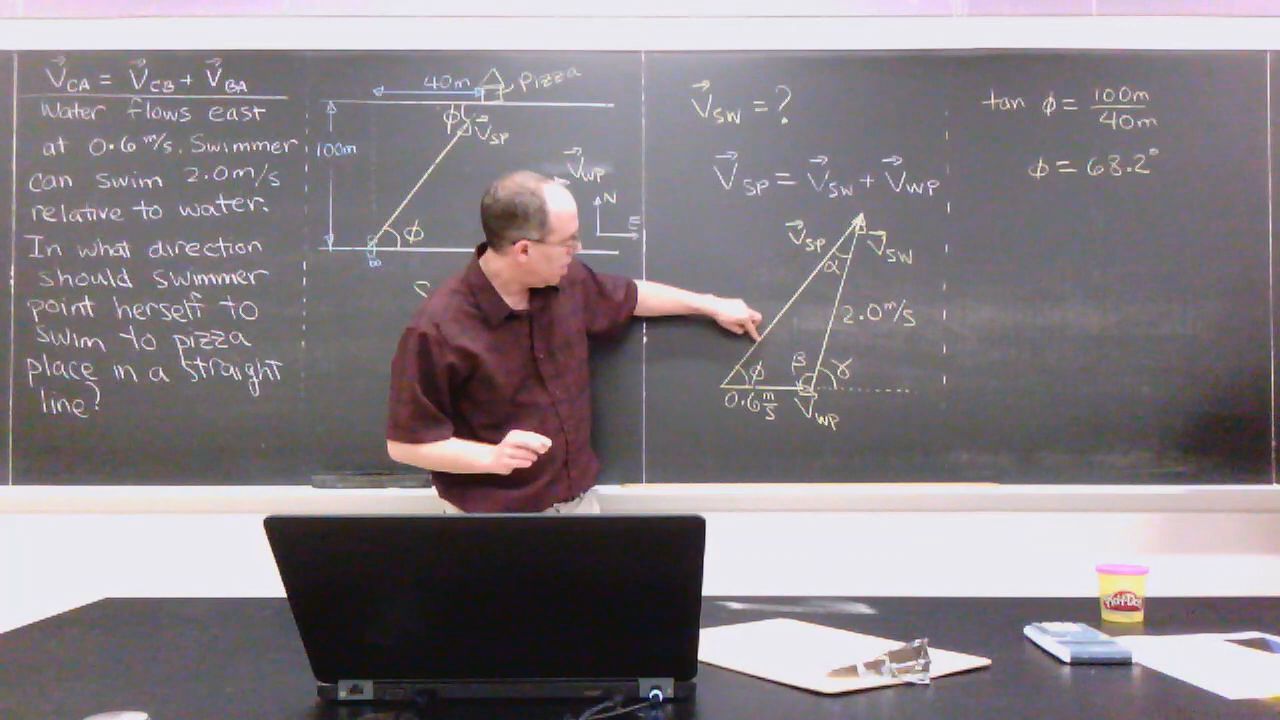 V⃗CA = V⃗CB + V⃗BA
Water flows east
at 0.6 m/s. Swimmer
can swim 2.0m/s
relative to water.
In what direction
should swimmer
point herself to
swim to pizza
place in a straight
line?
40m
Pizza
ϕ
V⃗SP
100m
V⃗WP
N
E
ϕ
V⃗SW = ?
V⃗SP = V⃗SW + V⃗WP
V⃗SP
V⃗SW
α
2.0m/s
ϕ
β
γ
0.6 m/s
V⃗WP
tan ϕ = 100m/40m
ϕ = 68.2°
Play-Doh